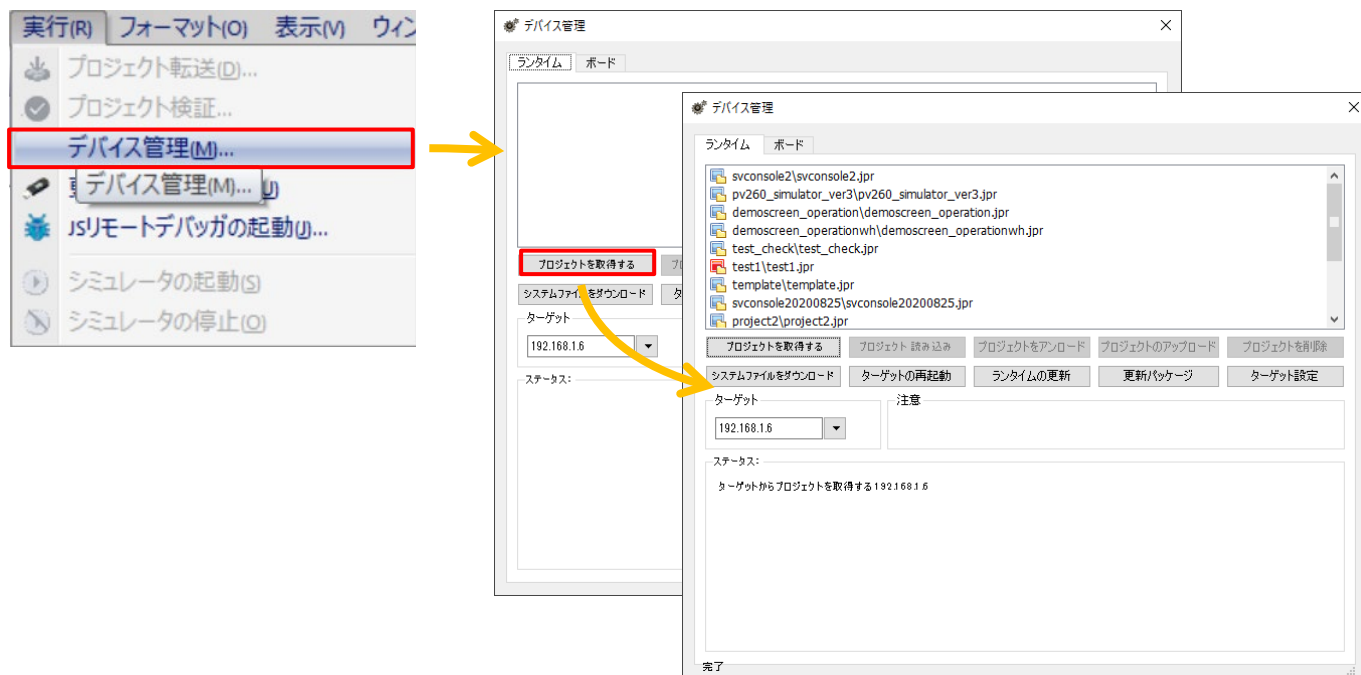 実行(R) フォーマット(O) 表示(V) ウィン
プロジェクト転送(D)...
プロジェクト検証...
デバイス管理(M)...
デバイス管理(M)...
JSリモートデバッガの起動(J)...
シミュレータの起動(S)
シミュレータの停止(O)
デバイス管理
ランタイム ボード
プロジェクトを取得する
システムファイルをダウンロード
ターゲット
192.168.1.6
ステータス:
デバイス管理
ランタイム ボード
svconsole2\svconsole2.jpr
pv260_simulator_ver3\pv260_simulator_ver3.jpr
demoscreen_operation\demoscreen_operation.jpr
demoscreen_operationwh\demoscreen_operationwh.jpr
test_check\test_check.jpr
test1\test1.jpr
template\template.jpr
svconsole20200825\svconsole20200825.jpr
project2\project2.jpr
プロジェクトを取得する プロジェクト 読み込み プロジェクトをアンロード プロジェクトのアップロード プロジェクトを削除
システムファイルをダウンロード ターゲットの再起動 ランタイムの更新 更新パッケージ ターゲット設定
ターゲット 注意
192.168.1.6
ステータス:
ターゲットからプロジェクトを取得する192.168.1.6
完了